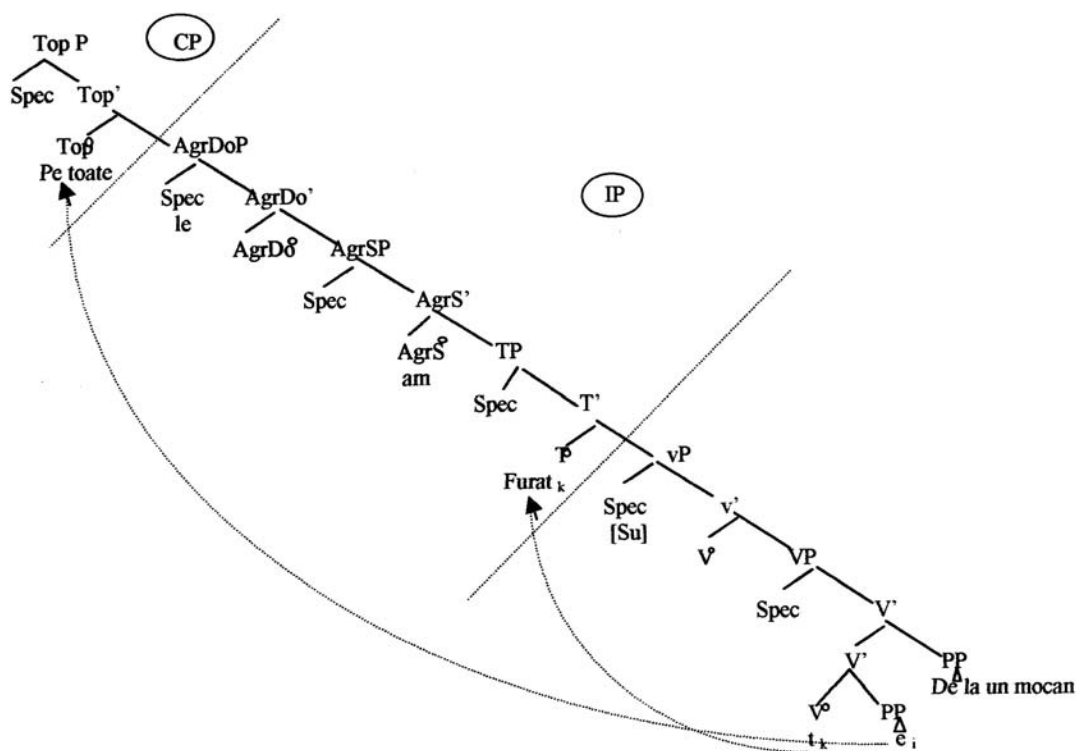 CP
Top P
Spec Top'
Top° AgrDoP
Pe toate
Spec AgrDo'
le
IP
AgrDo° AgrSP
Spec AgrS'
AgrS° TP
am
Spec T'
T° vP
Furat k
Spec v'
[Su]
V° VP
Spec V'
V' PP
De la un mocan
V° PP
t k e i